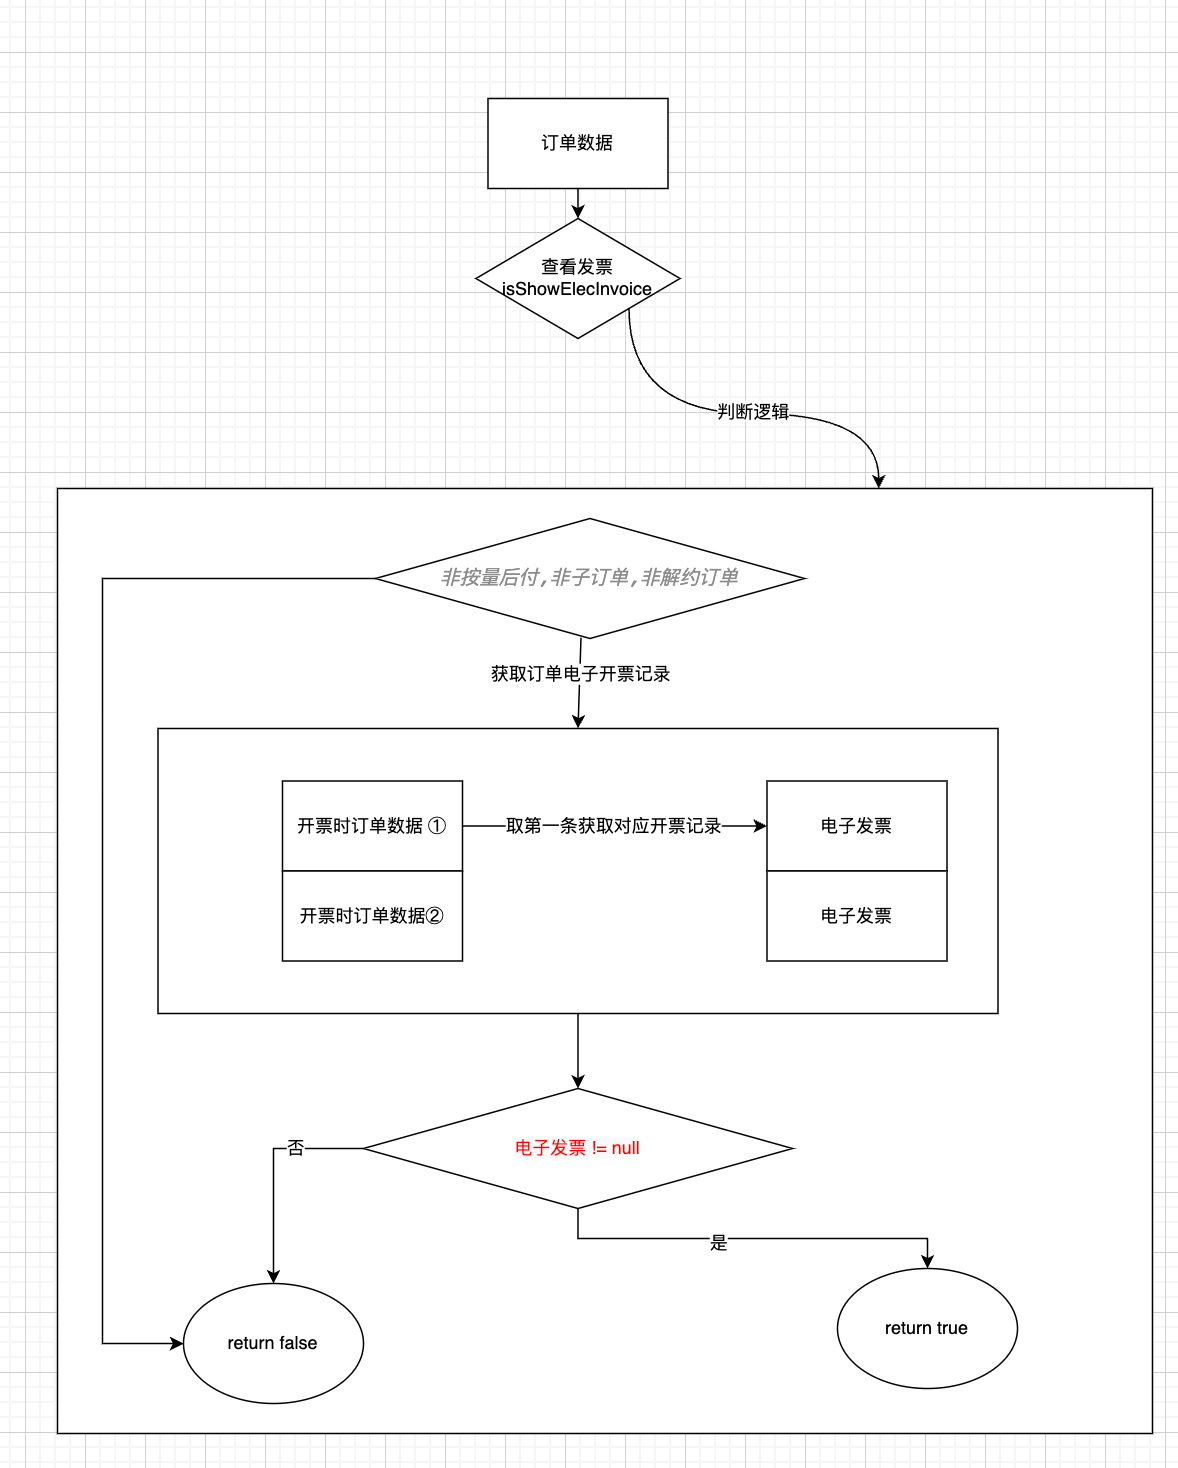 订单数据
查看发票
isShowElecInvoice
判断逻辑
非按量后付,非子订单,非解约订单
获取订单电子开票记录
开票时订单数据 ①
取第一条获取对应开票记录
电子发票
开票时订单数据②
电子发票
电子发票 != null
否
是
return false
return true